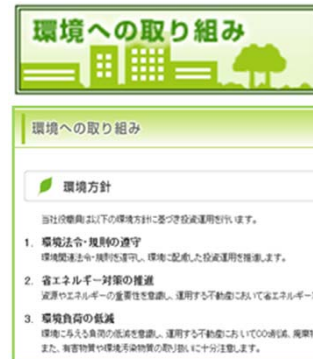 環境への取り組み
環境への取り組み
環境方針
当社役職員は以下の環境方針に基づき投資運用を行います。
1. 環境法令・規則の遵守
環境関連法令・規則を遵守し、環境に配慮した投資運用を推進します。
2. 省エネルギー対策の推進
資源やエネルギーの重要性を意識し、運用する不動産において省エネルギー
3. 環境負荷の低減
環境に与える負荷の低減を意識し、運用する不動産においてCO2削減、廃棄物
また、有害物質や環境汚染物質の取り扱いに十分注意します。